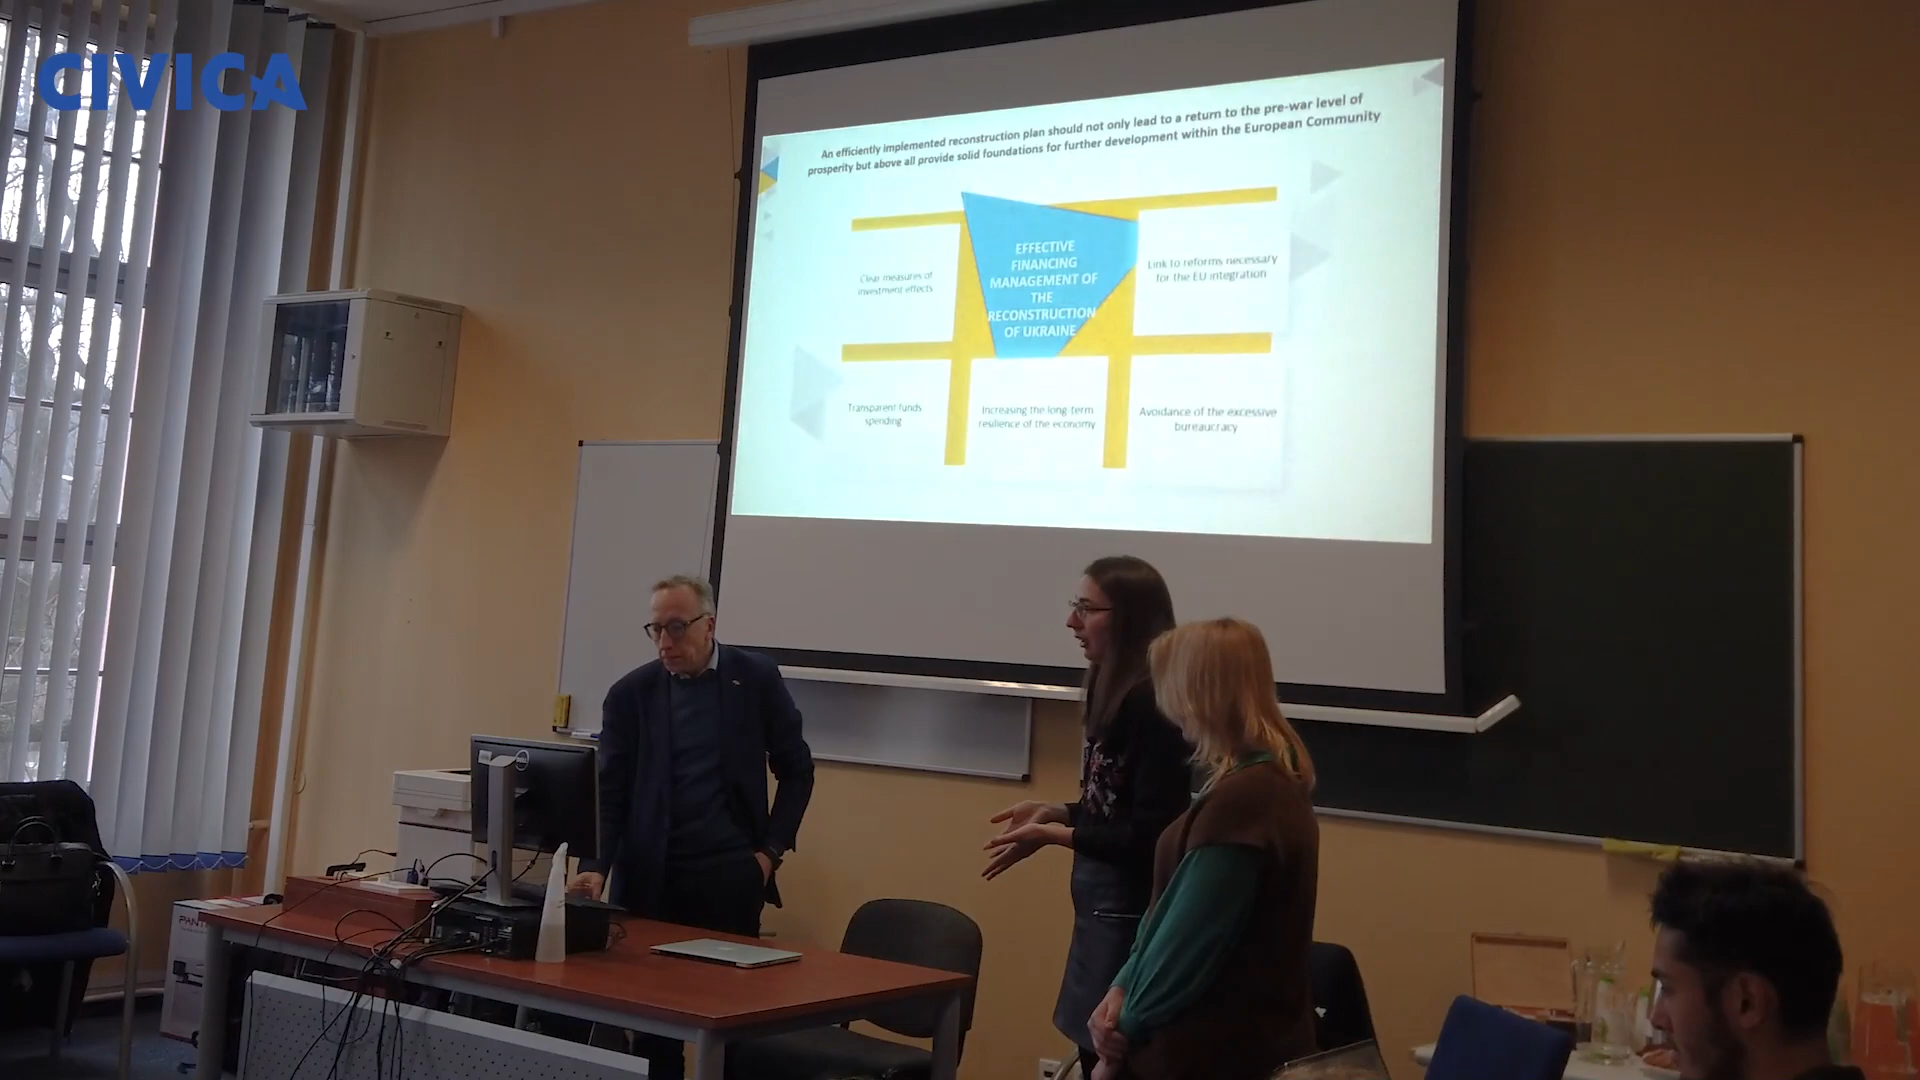 CIVICA
An efficiently implemented reconstruction plan should not only lead to a return to the pre-war level of
prosperity but above all provide solid foundations for further development within the European Community
EFFECTIVE
FINANCING
MANAGEMENT OF
THE
RECONSTRUCTION
OF UKRAINE
Clear measures of
investment effects
Link to reforms necessary
for the EU integration
Transparent funds
spending
Increasing the long-term
resilience of the economy
Avoidance of the excessive
bureaucracy
DELL